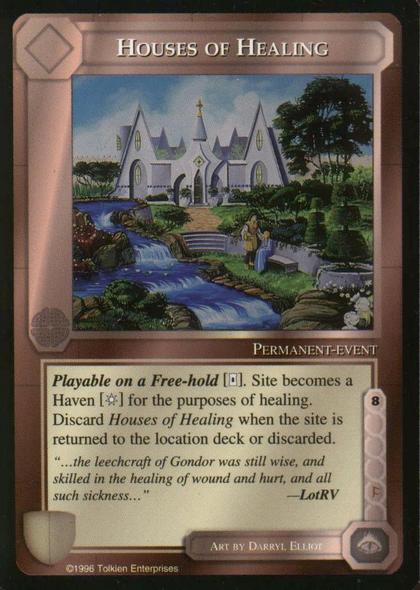 HOUSES OF HEALING
PERMANENT-EVENT
Playable on a Free-hold [ ]. Site becomes a
Haven [ ] for the purposes of healing.
Discard Houses of Healing when the site is
returned to the location deck or discarded.
8
“…the leechcraft of Gondor was still wise, and
skilled in the healing of wound and hurt, and all
such sickness…” —LotRV
F
ART BY DARRYL ELLIOT
©1996 Tolkien Enterprises